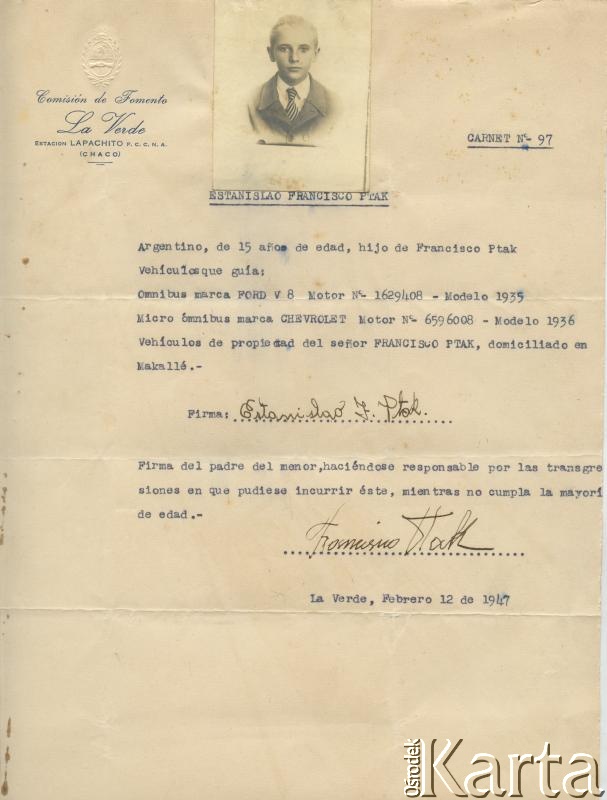 Comisión de Fomento
La Verde
ESTACION LAPACHITO F. C. C. N. A.
(CHACO)
CARNET Nº 97
ESTANISLAO FRANCISCO PTAK
Argentino, de 15 años de edad, hijo de Francisco Ptak
Vehículosque guía;
Omnibus marca FORD V 8 Motor Nº 1629408 - Modelo 1935
Micro ómnibus marca CHEVROLET Motor Nº 6596008 - Modelo 1936
Vehículos de propiedad del señor FRANCISCO PTAK, domiciliado en
Makallé.-
Firma: Estanislao F. Ptak.
Firma del padre del menor,haciéndose responsable por las transgre
siones en que pudiese incurrir éste, mientras no cumpla la mayorí
de edad.-
Francisco Ptak
La Verde, Febrero 12 de 1947
Ośrodek Karta